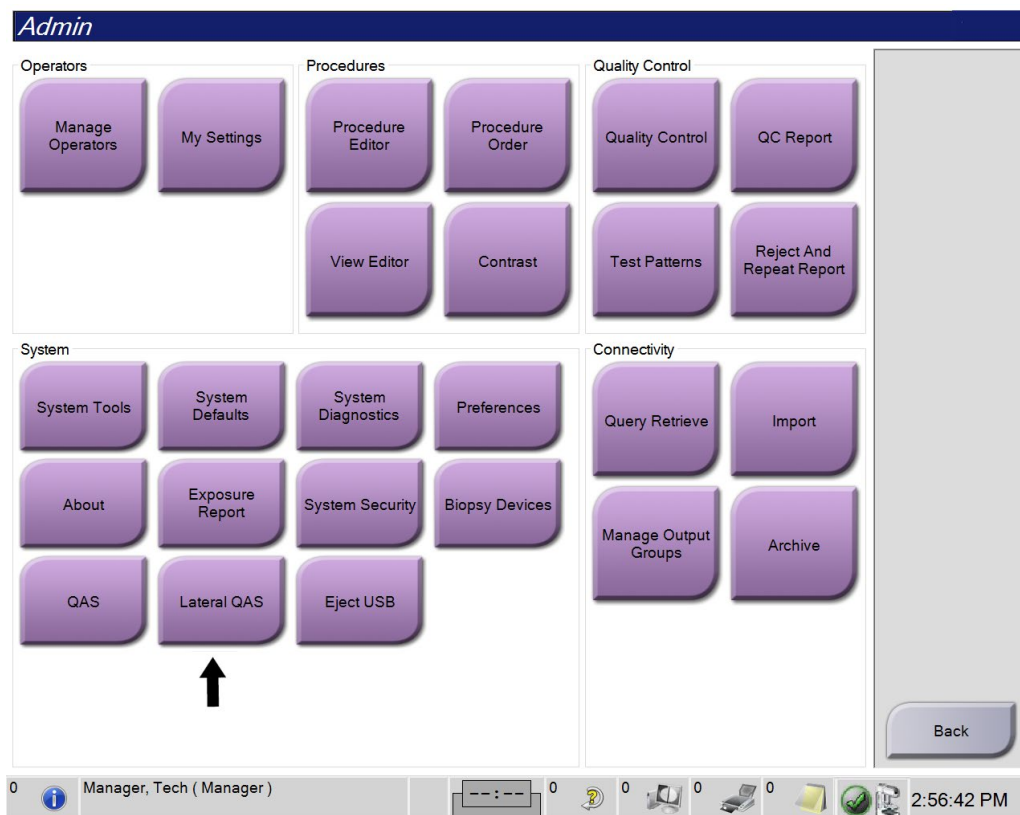 Admin
Operators
Manage
Operators
My Settings
Procedures
Procedure
Editor
Procedure
Order
View Editor
Contrast
Quality Control
Quality Control
QC Report
Test Patterns
Reject And
Repeat Report
System
System Tools
System
Defaults
System
Diagnostics
Preferences
About
Exposure
Report
System Security
Biopsy Devices
QAS
Lateral QAS
Eject USB
Connectivity
Query Retrieve
Import
Manage Output
Groups
Archive
Back
0
Manager, Tech ( Manager )
--:--
0
0
0
0
2:56:42 PM